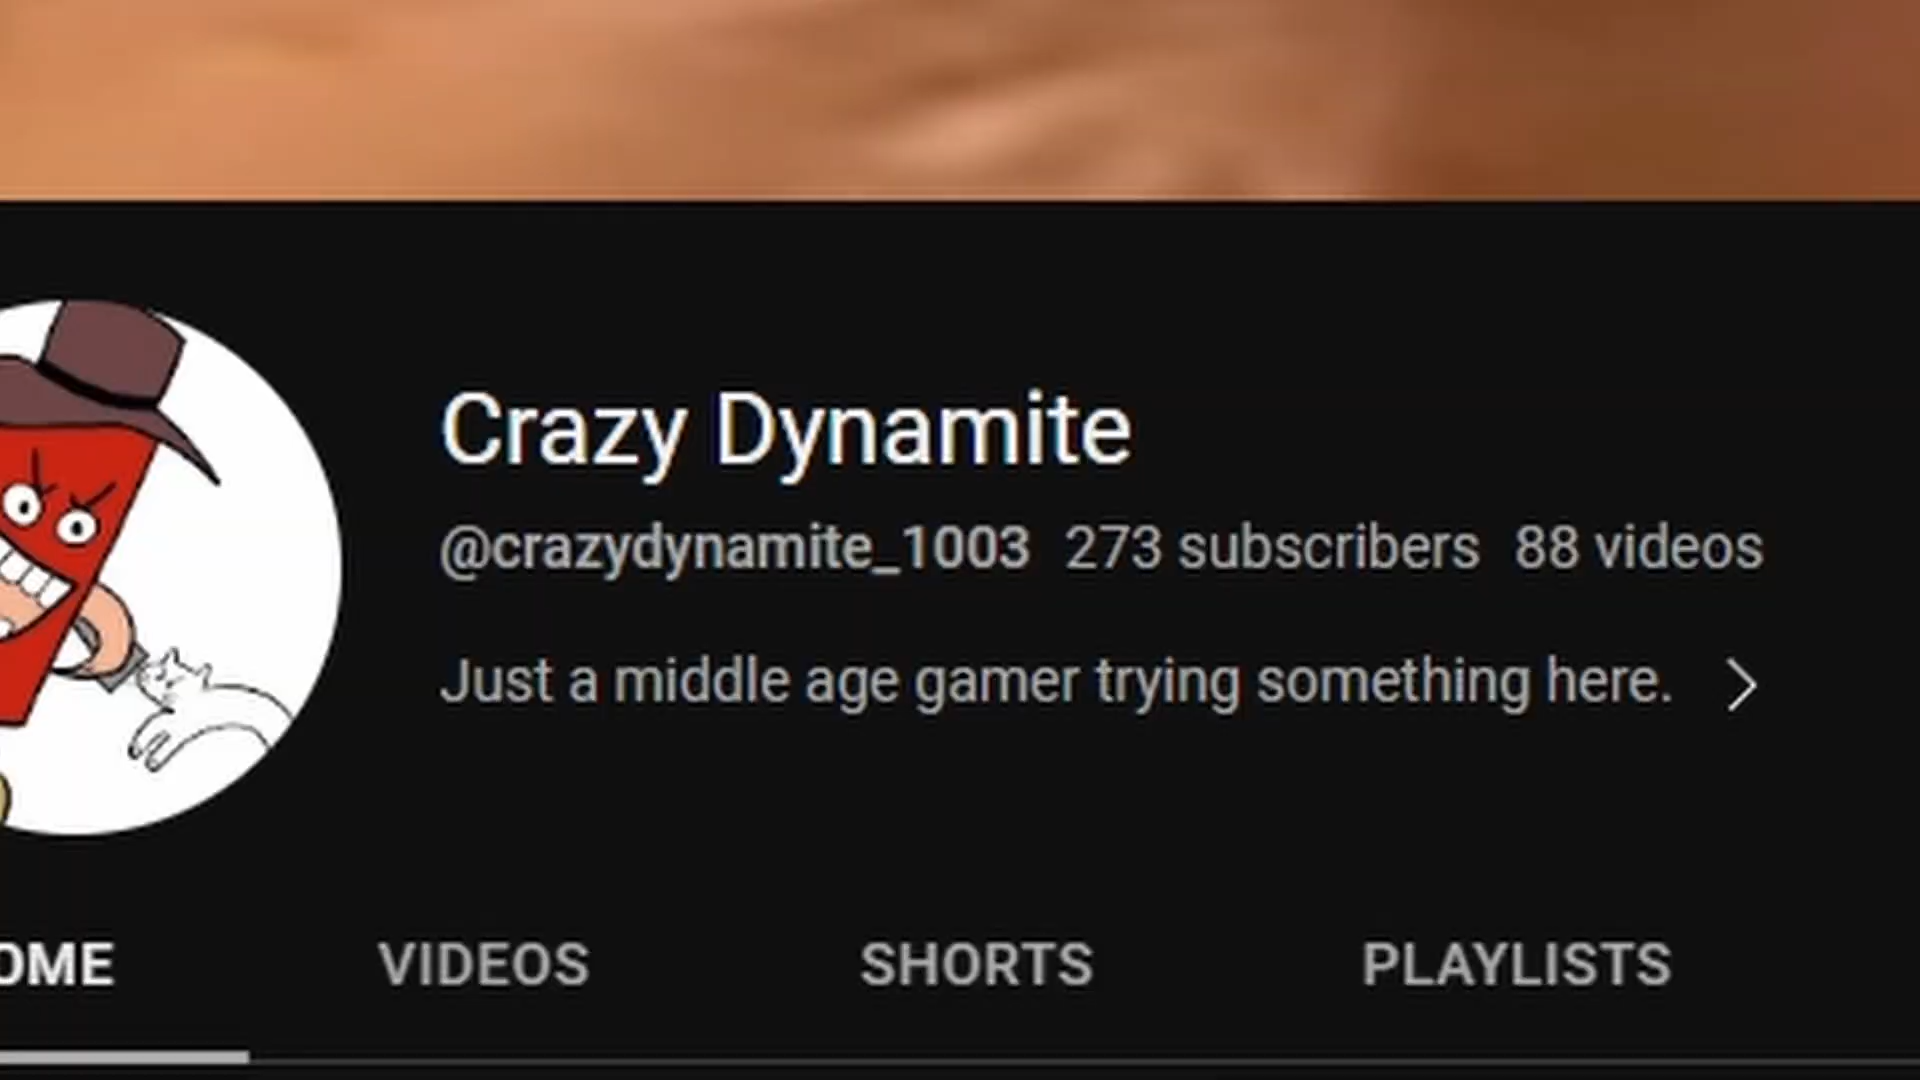 Crazy Dynamite
@crazydynamite_1003 273 subscribers 88 videos
Just a middle age gamer trying something here.
OME VIDEOS SHORTS PLAYLISTS